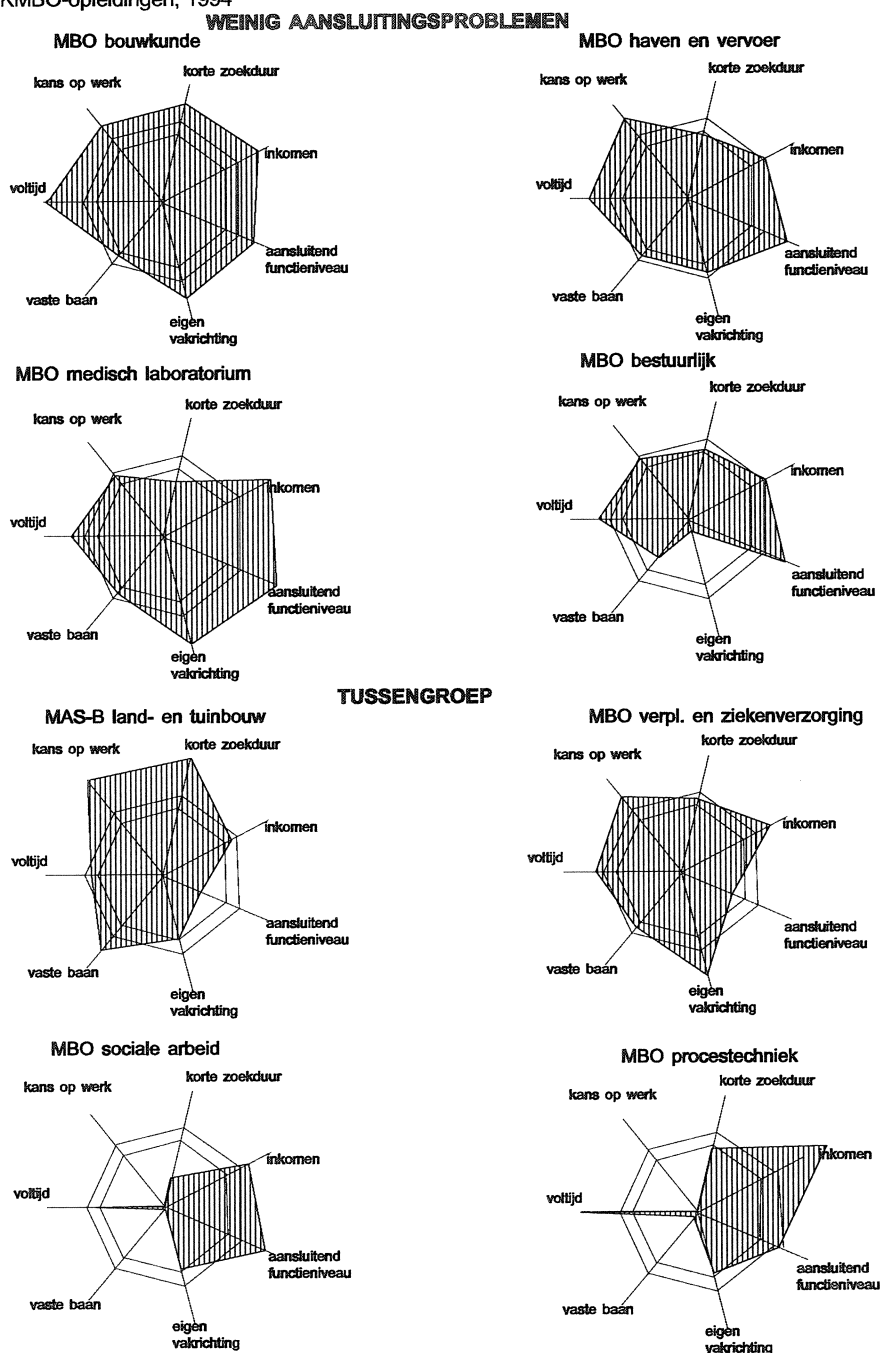 KMBO-opleidingen, 1994
WEINIG AANSLUITINGSPROBLEMEN
MBO bouwkunde
kans op werk
korte zoekduur
inkomen
voltijd
aansluitend
functieniveau
vaste baan
eigen
vakrichting
MBO haven en vervoer
kans op werk
korte zoekduur
inkomen
voltijd
aansluitend
functieniveau
vaste baan
eigen
vakrichting
MBO medisch laboratorium
kans op werk
korte zoekduur
inkomen
voltijd
aansluitend
functieniveau
vaste baan
eigen
vakrichting
MBO bestuurlijk
kans op werk
korte zoekduur
inkomen
voltijd
aansluitend
functieniveau
vaste baan
eigen
vakrichting
TUSSENGROEP
MAS-B land- en tuinbouw
kans op werk
korte zoekduur
inkomen
voltijd
aansluitend
functieniveau
vaste baan
eigen
vakrichting
MBO verpl. en ziekenverzorging
kans op werk
korte zoekduur
inkomen
voltijd
aansluitend
functieniveau
vaste baan
eigen
vakrichting
MBO sociale arbeid
kans op werk
korte zoekduur
inkomen
voltijd
aansluitend
functieniveau
vaste baan
eigen
vakrichting
MBO procestechniek
kans op werk
korte zoekduur
inkomen
voltijd
aansluitend
functieniveau
vaste baan
eigen
vakrichting